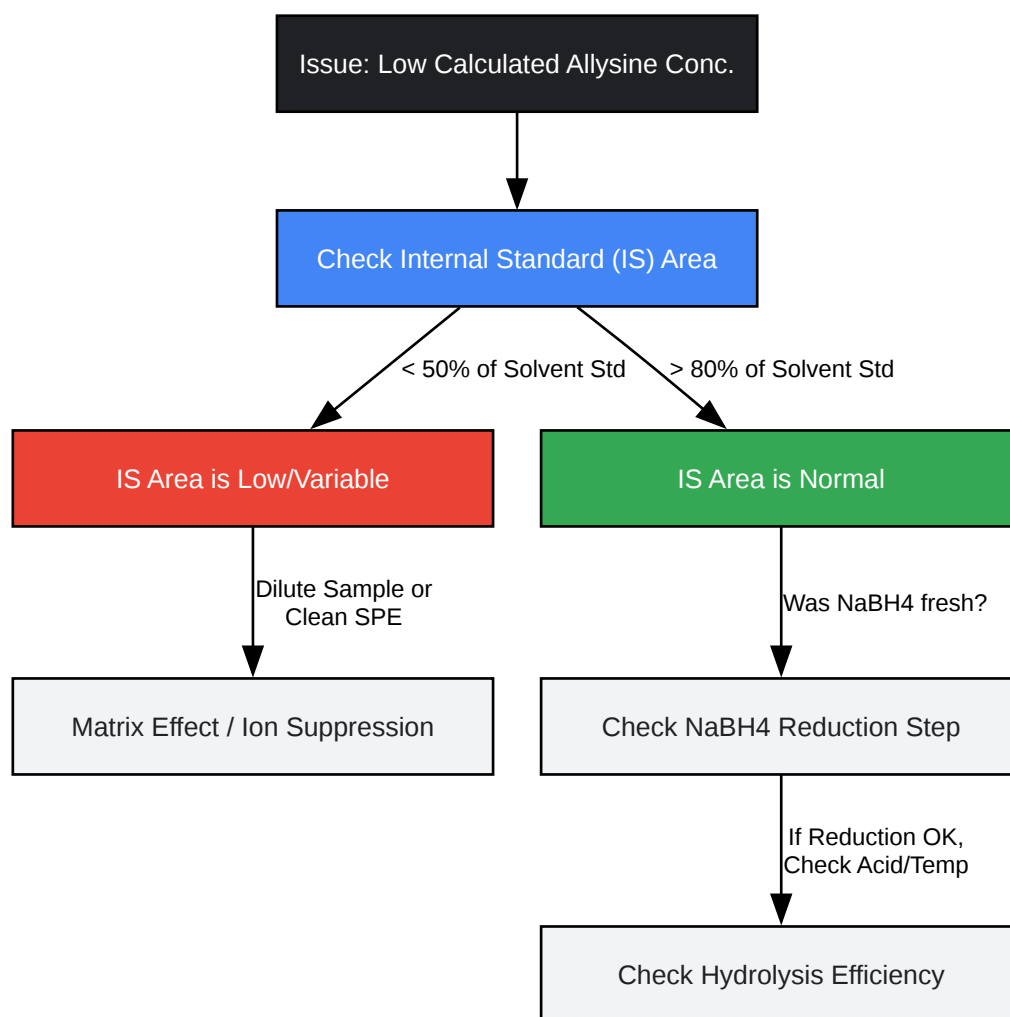 Issue: Low Calculated Allysine Conc.
Check Internal Standard (IS) Area
< 50% of Solvent Std
> 80% of Solvent Std
IS Area is Low/Variable
IS Area is Normal
Dilute Sample or
Clean SPE
Was NaBH4 fresh?
Matrix Effect / Ion Suppression
Check NaBH4 Reduction Step
If Reduction OK,
Check Acid/Temp
Check Hydrolysis Efficiency